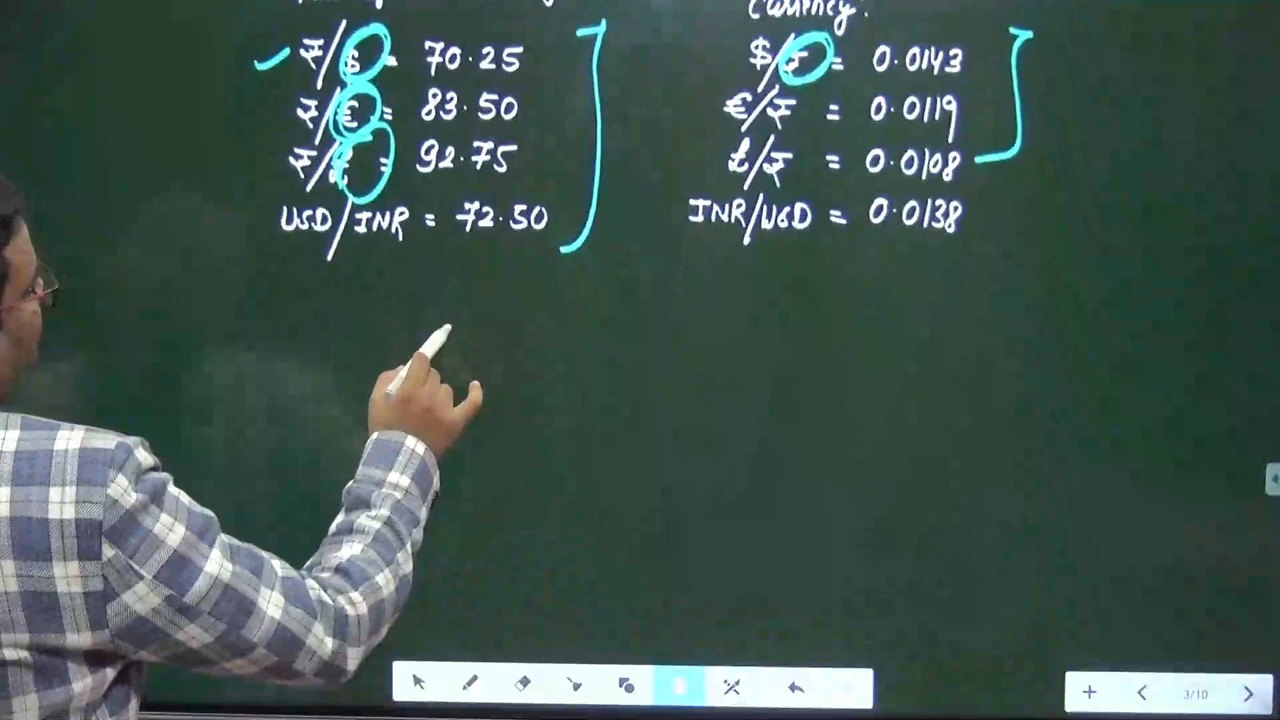 Currency.
₹/$ = 70.25
₹/€ = 83.50
₹/£ = 92.75
USD/INR = 72.50
$/₹ = 0.0143
€/₹ = 0.0119
£/₹ = 0.0108
INR/USD = 0.0138
3/10